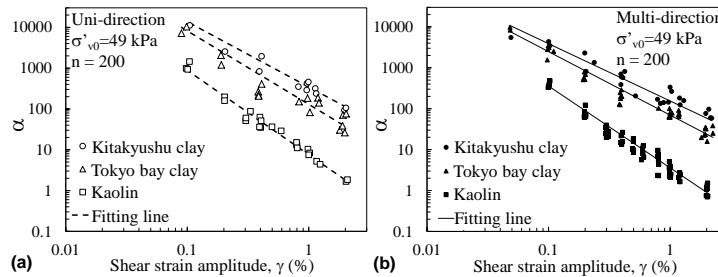 Uni-direction
σ'v0=49 kPa
n = 200
α
10000
1000
100
10
1
0.1
Kitakyushu clay
Tokyo bay clay
Kaolin
Fitting line
(a)
0.01
0.1
1
Shear strain amplitude, γ (%)
Multi-direction
σ'v0=49 kPa
n = 200
α
10000
1000
100
10
1
0.1
Kitakyushu clay
Tokyo bay clay
Kaolin
Fitting line
(b)
0.01
0.1
1
Shear strain amplitude, γ (%)